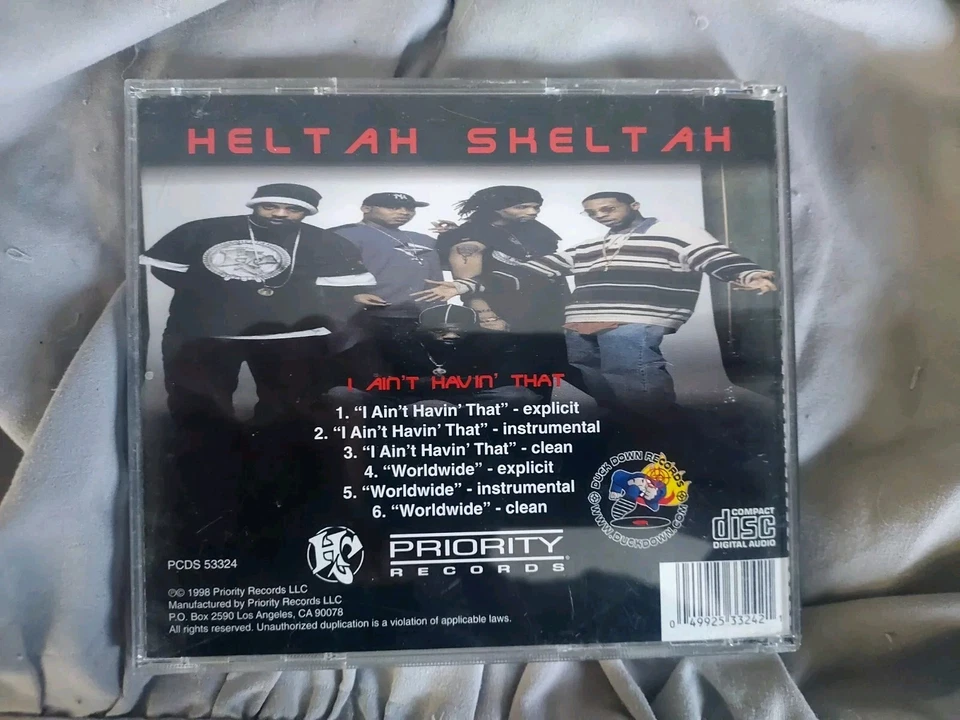 HELTAH SKELTAH
I AIN'T HAVIN' THAT
1. “I Ain't Havin' That” - explicit
2. “I Ain't Havin' That” - instrumental
3. “I Ain't Havin' That” - clean
4. “Worldwide” - explicit
5. “Worldwide” - instrumental
6. “Worldwide” - clean
DUCK DOWN RECORDS
WWW.DUCKDOWN.COM
COMPACT
disc
DIGITAL AUDIO
PRIORITY
RECORDS
PCDS 53324
℗© 1998 Priority Records LLC
Manufactured by Priority Records LLC
P.O. Box 2590 Los Angeles, CA 90078
All rights reserved. Unauthorized duplication is a violation of applicable laws.
0 49925 33242 1